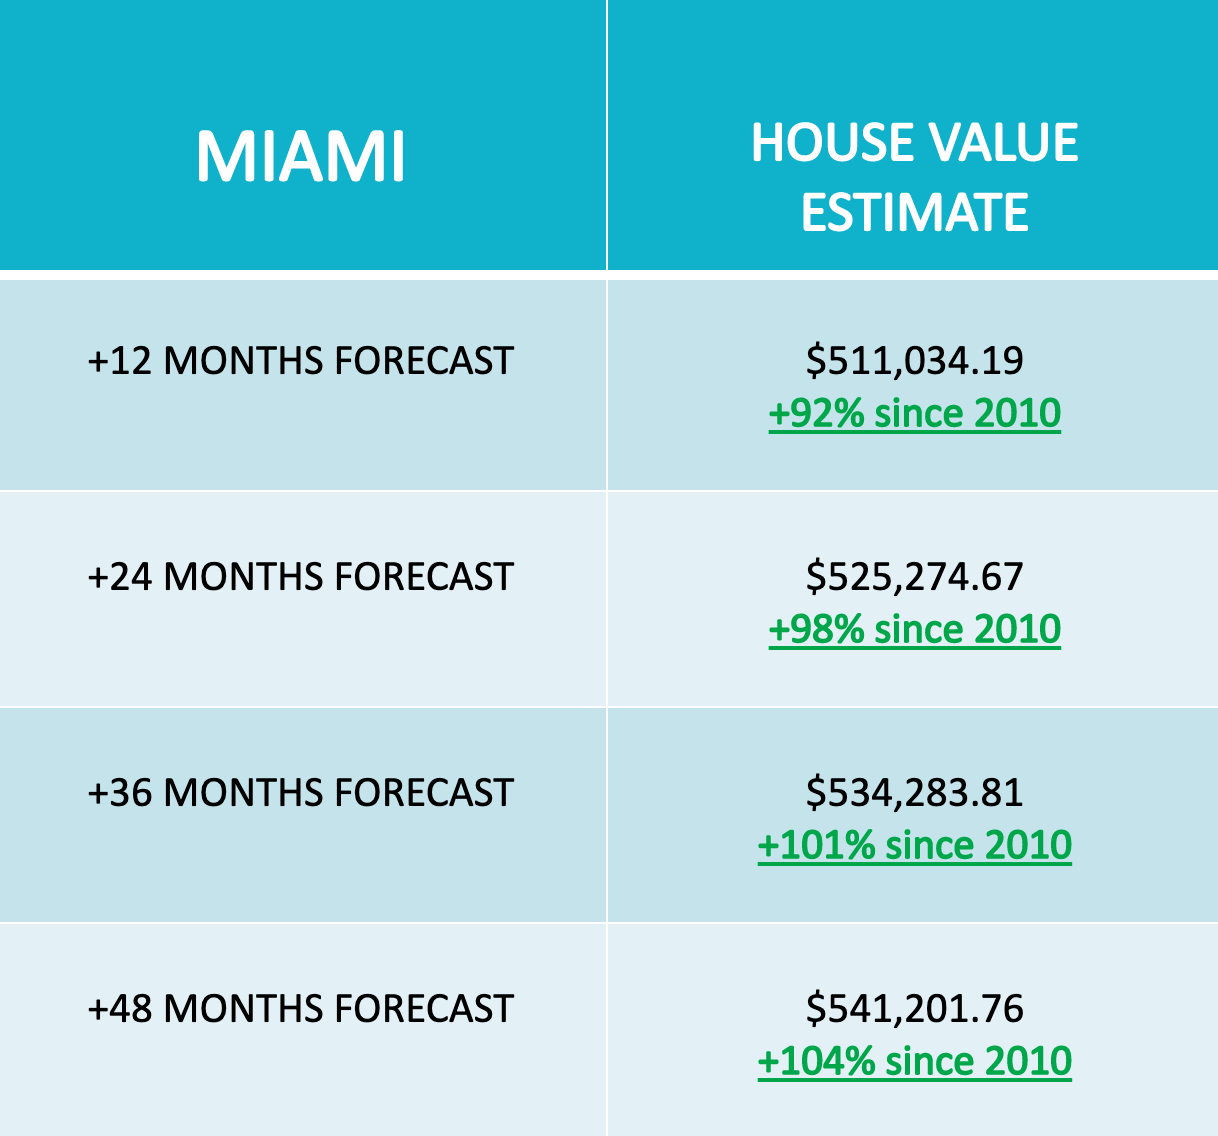 MIAMI
HOUSE VALUE
ESTIMATE
+12 MONTHS FORECAST
$511,034.19
+92% since 2010
+24 MONTHS FORECAST
$525,274.67
+98% since 2010
+36 MONTHS FORECAST
$534,283.81
+101% since 2010
+48 MONTHS FORECAST
$541,201.76
+104% since 2010